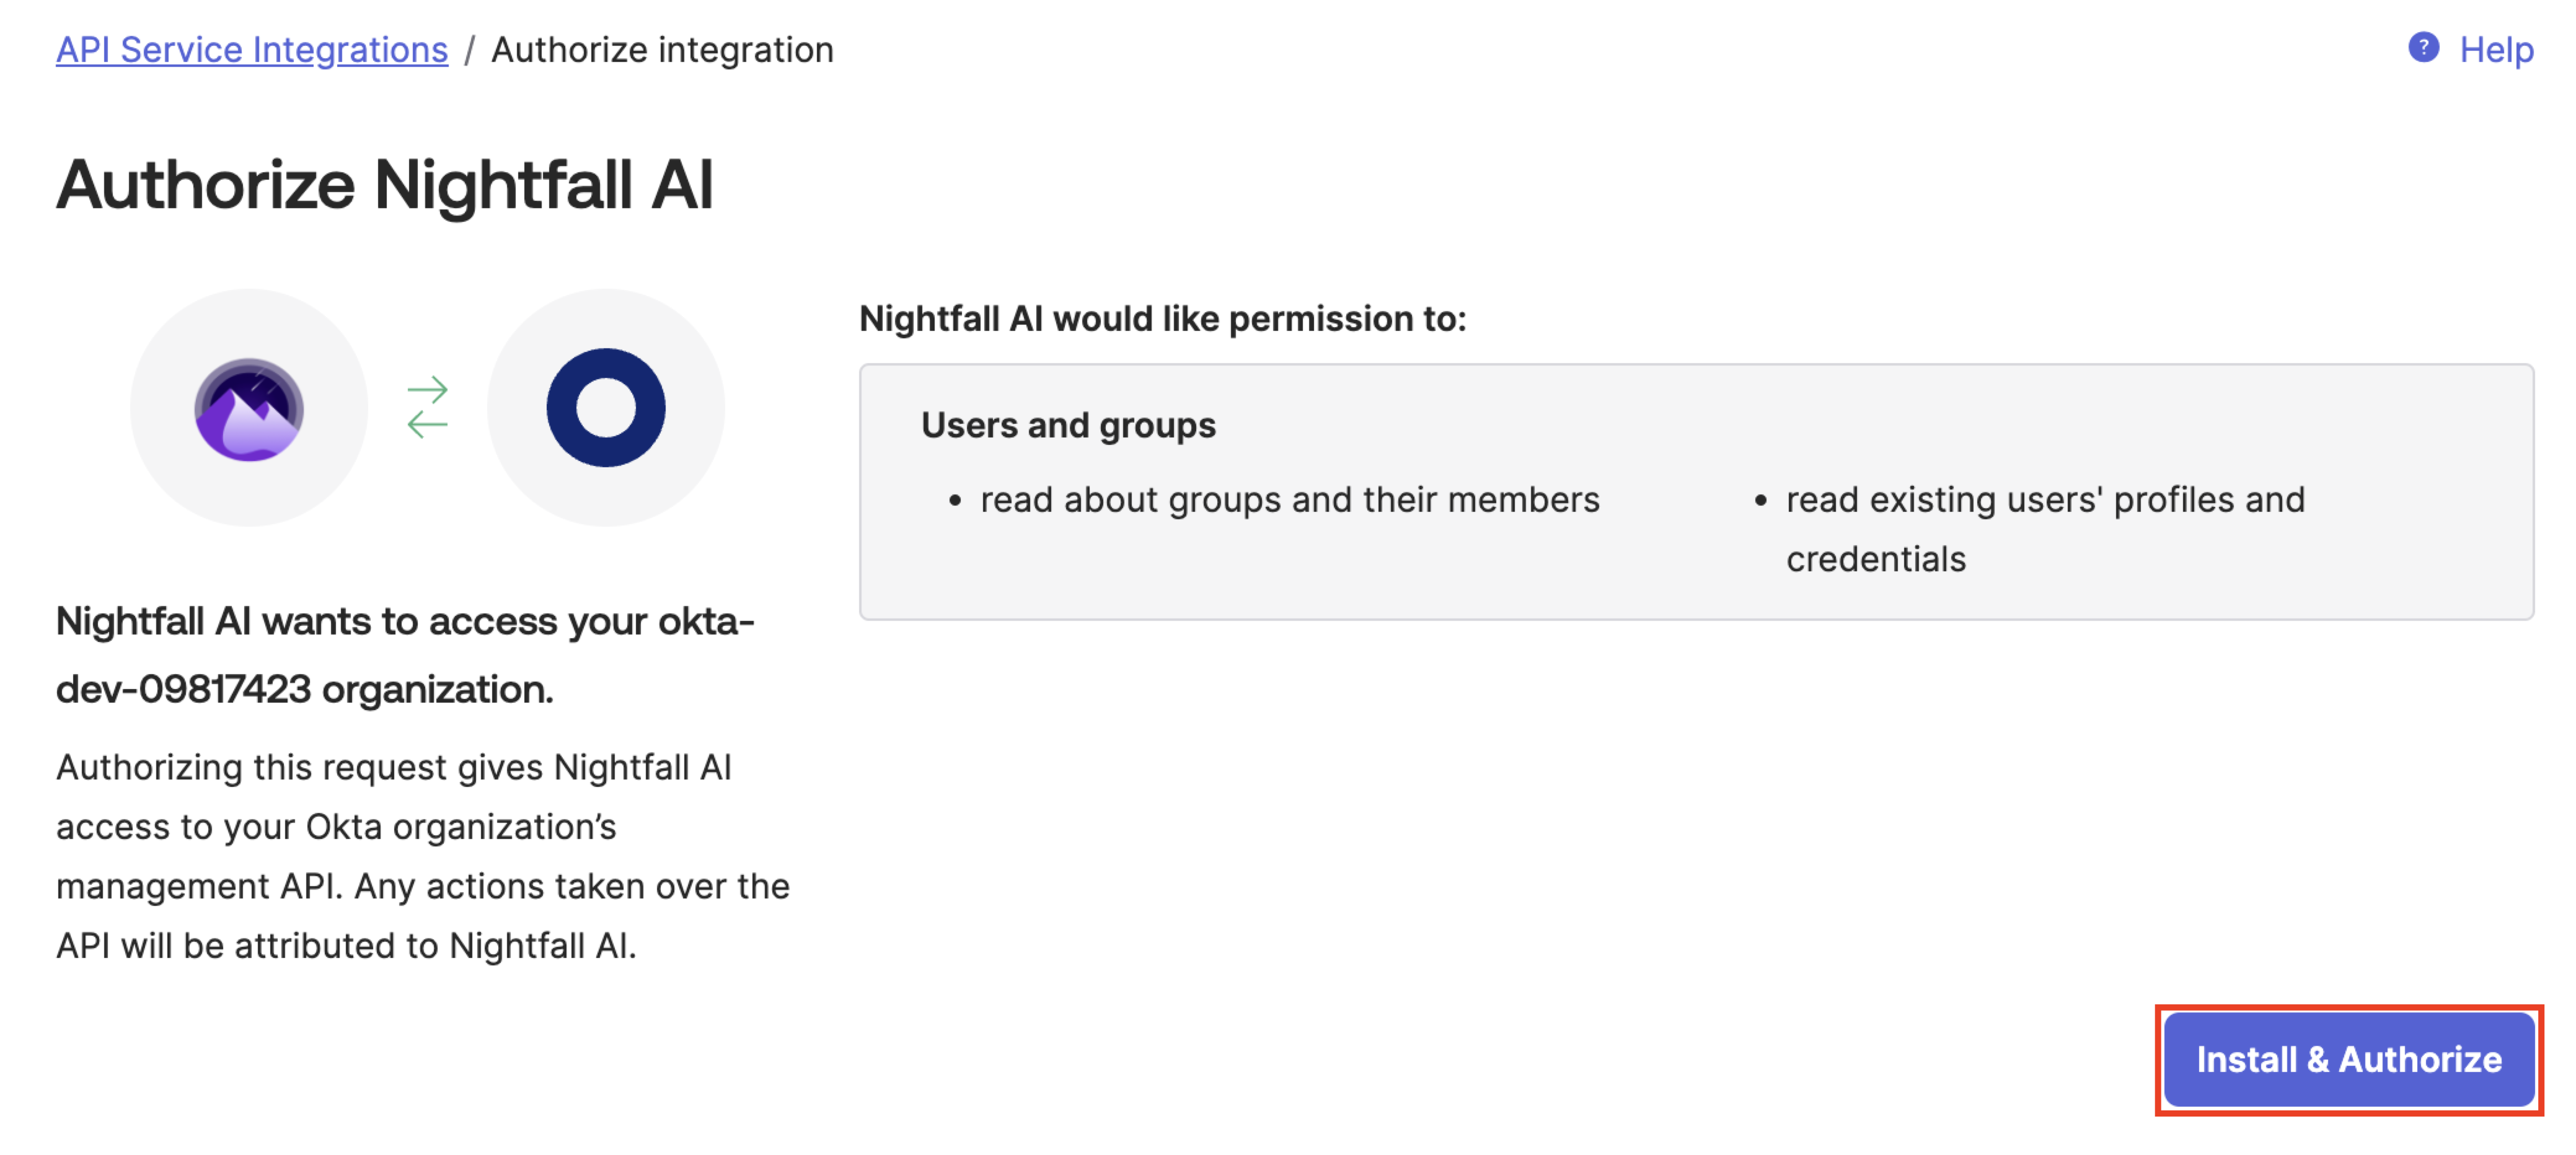 API Service Integrations / Authorize integration
? Help
Authorize Nightfall AI
Nightfall AI wants to access your okta-
dev-09817423 organization.
Authorizing this request gives Nightfall AI
access to your Okta organization’s
management API. Any actions taken over the
API will be attributed to Nightfall AI.
Nightfall AI would like permission to:
Users and groups
• read about groups and their members
• read existing users' profiles and
credentials
Install & Authorize